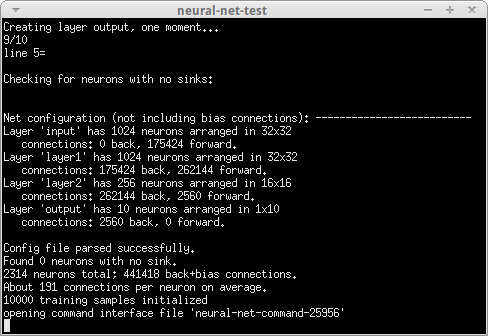 neural-net-test
Creating layer output, one moment...
9/10
line 5=
Checking for neurons with no sinks:
Net configuration (not including bias connections): --------------------------
Layer 'input' has 1024 neurons arranged in 32x32
connections: 0 back, 175424 forward.
Layer 'layer1' has 1024 neurons arranged in 32x32
connections: 175424 back, 262144 forward.
Layer 'layer2' has 256 neurons arranged in 16x16
connections: 262144 back, 2560 forward.
Layer 'output' has 10 neurons arranged in 1x10
connections: 2560 back, 0 forward.
Config file parsed successfully.
Found 0 neurons with no sink.
2314 neurons total; 441418 back+bias connections.
About 191 connections per neuron on average.
10000 training samples initialized
opening command interface file 'neural-net-command-25956'